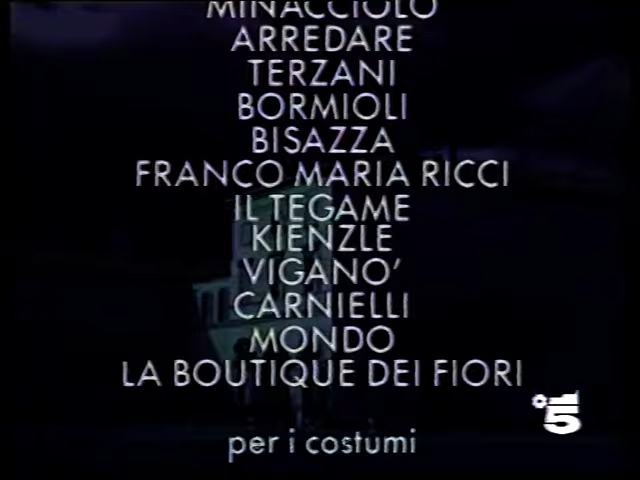 MINACCIOLO
ARREDARE
TERZANI
BORMIOLI
BISAZZA
FRANCO MARIA RICCI
IL TEGAME
KIENZLE
VIGANO'
CARNIELLI
MONDO
LA BOUTIQUE DEI FIORI
5
per i costumi